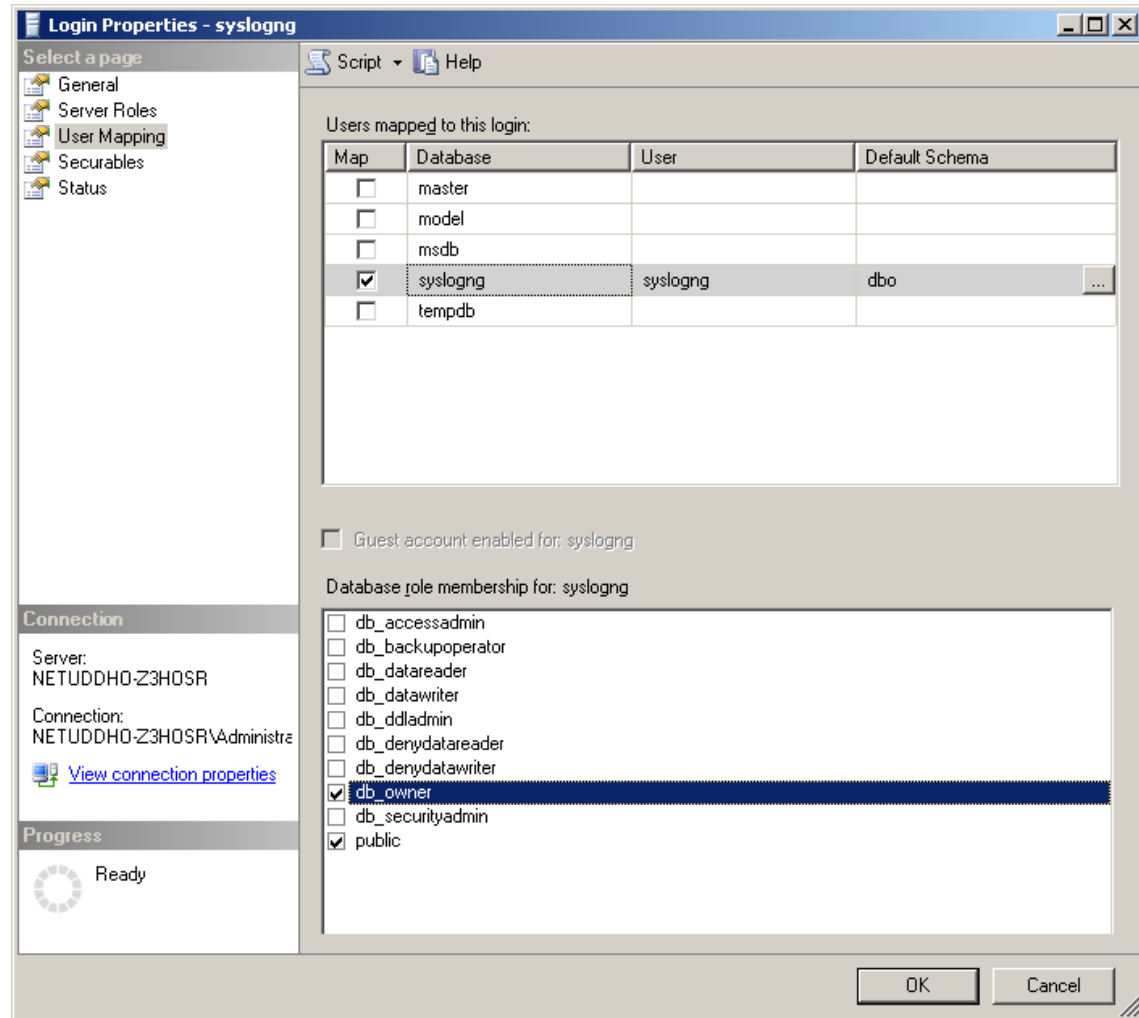 Login Properties - syslogng
Select a page
General
Server Roles
User Mapping
Securables
Status
Script Help
Users mapped to this login:
Map Database User Default Schema
master
model
msdb
syslogng syslogng dbo ...
tempdb
Guest account enabled for: syslogng
Database role membership for: syslogng
db_accessadmin
db_backupoperator
db_datareader
db_datawriter
db_ddladmin
db_denydatareader
db_denydatawriter
db_owner
db_securityadmin
public
Connection
Server:
NETUDDHO-Z3HOSR
Connection:
NETUDDHO-Z3HOSR\Administra
View connection properties
Progress
Ready
OK Cancel